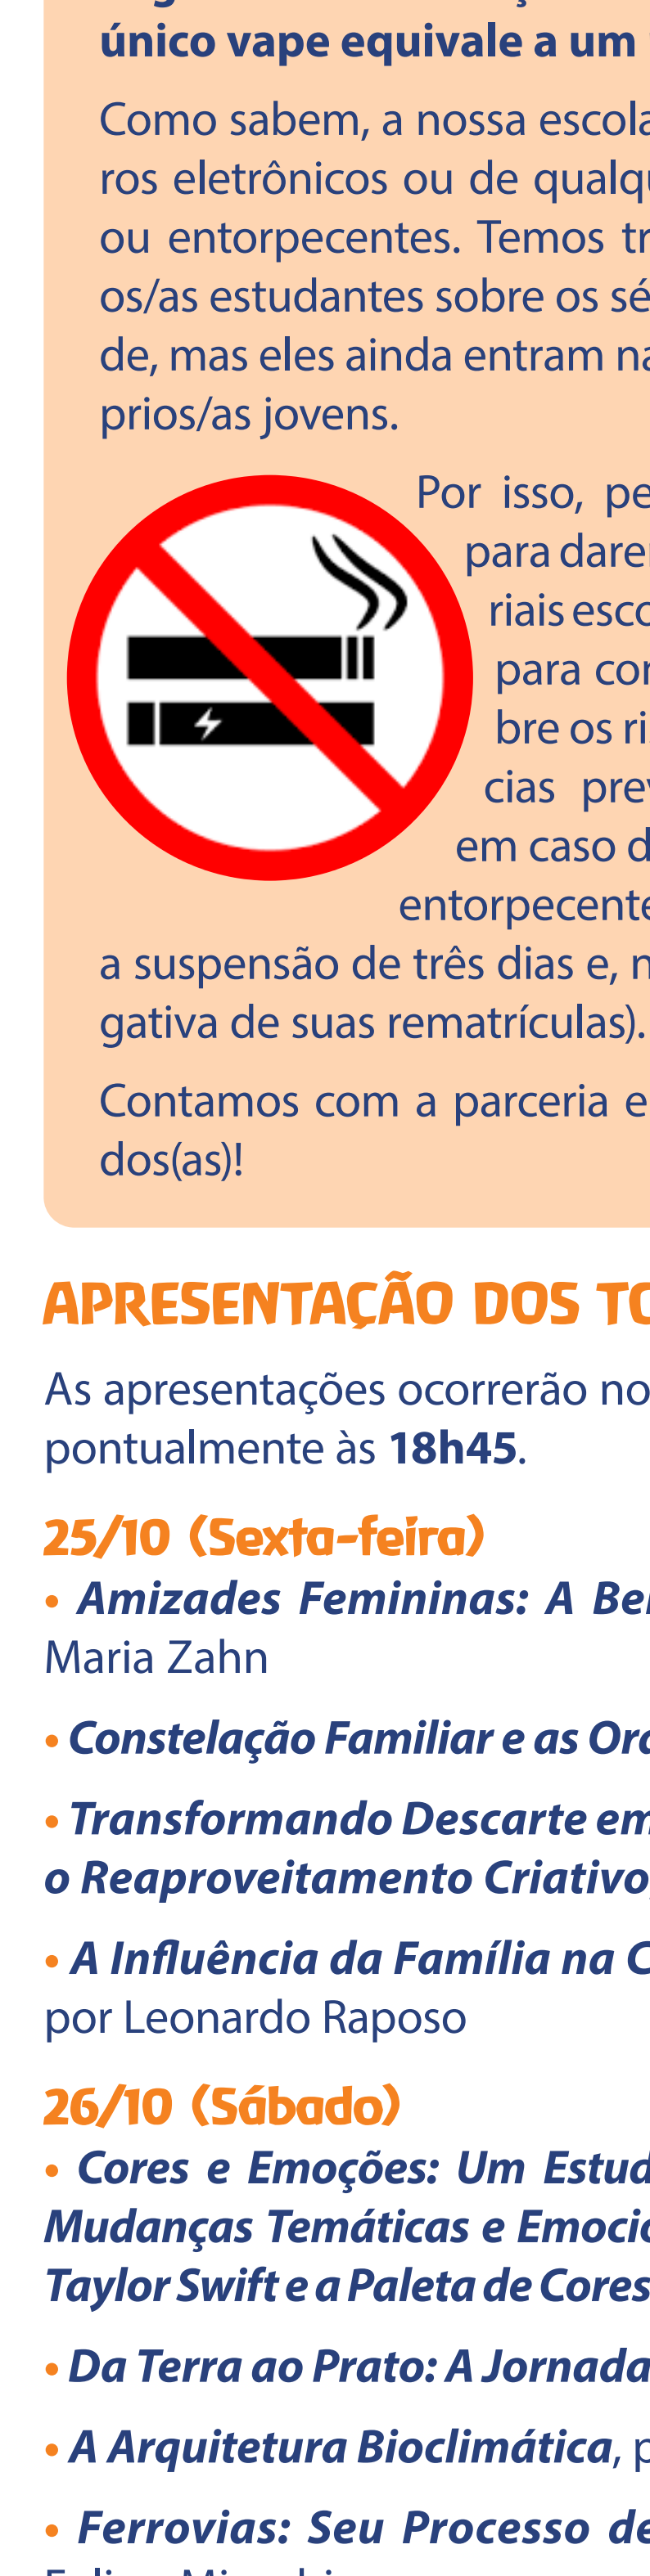 único vape equivale a um
Como sabem, a nossa escola
ros eletrônicos ou de qualqu
ou entorpecentes. Temos tr
os/as estudantes sobre os sé
de, mas eles ainda entram na
prios/as jovens.
Por isso, pe
para darem
riais esco
para con
bre os ri
cias prev
em caso d
entorpecente
a suspensão de três dias e, n
gativa de suas rematrículas).
Contamos com a parceria e
dos(as)!
APRESENTAÇÃO DOS TC
As apresentações ocorrerão no
pontualmente às 18h45.
25/10 (Sexta-feira)
• Amizades Femininas: A Bel
Maria Zahn
• Constelação Familiar e as Ord
• Transformando Descarte em
o Reaproveitamento Criativo,
• A Influência da Família na C
por Leonardo Raposo
26/10 (Sábado)
• Cores e Emoções: Um Estud
Mudanças Temáticas e Emocio
Taylor Swift e a Paleta de Cores
• Da Terra ao Prato: A Jornada
• A Arquitetura Bioclimática, p
• Ferrovias: Seu Processo de